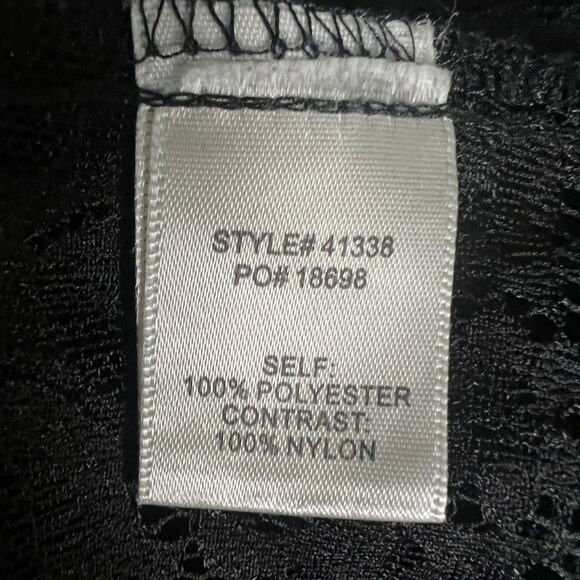 STYLE# 41338
PO# 18698
SELF:
100% POLYESTER
CONTRAST:
100% NYLON